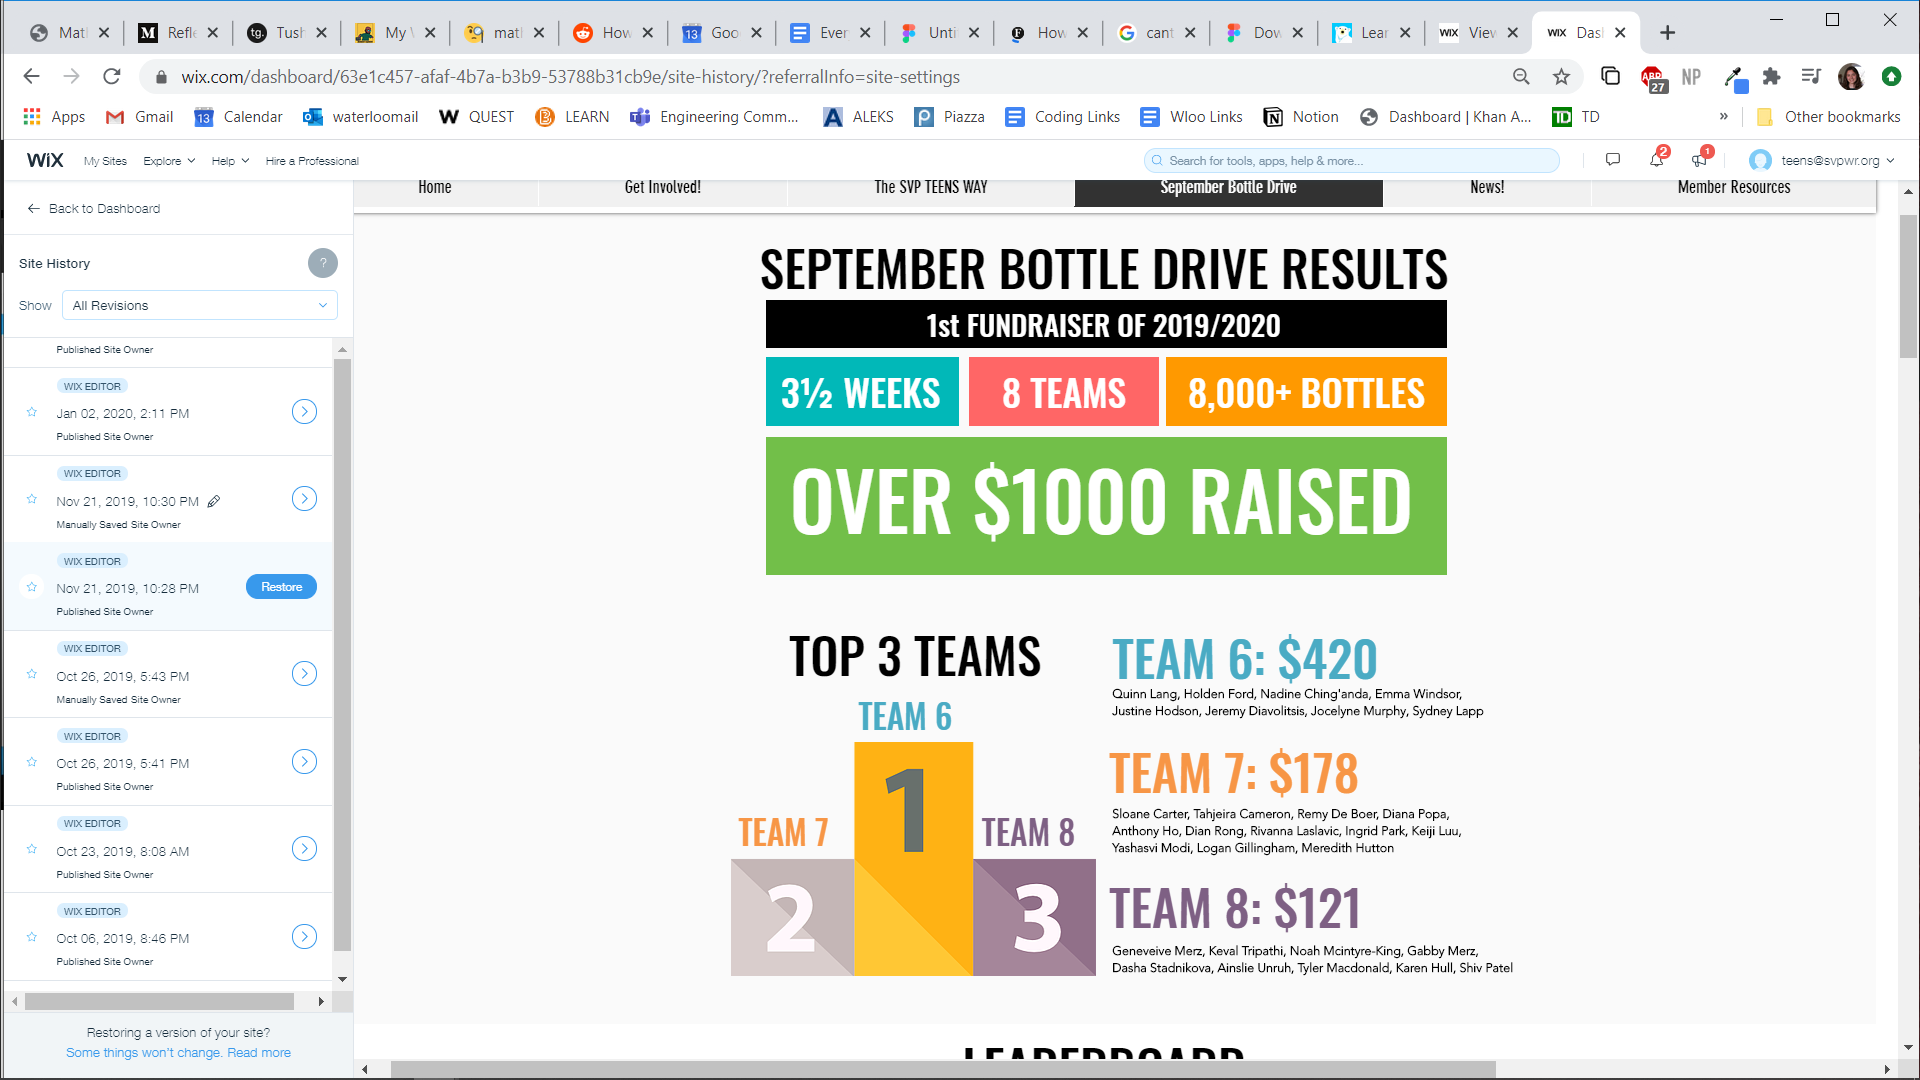 Matl
Refle
Tush
My V
matl
How
Goo
Ever
Unti
How
cant
Dow
Lear
WIX View
WIX Dasl
wix.com/dashboard/63e1c457-afaf-4b7a-b3b9-53788b31cb9e/site-history/?referralInfo=site-settings
ABP 27
NP
Apps
Gmail
Calendar
waterloomail
QUEST
LEARN
Engineering Comm...
ALEKS
Piazza
Coding Links
Wloo Links
Notion
Dashboard | Khan A...
TD
»
Other bookmarks
WiX
My Sites
Explore
Help
Hire a Professional
Search for tools, apps, help & more...
2
1
teens@svpwr.org
Back to Dashboard
Site History
?
Show
All Revisions
Published Site Owner
WIX EDITOR
Jan 02, 2020, 2:11 PM
Published Site Owner
WIX EDITOR
Nov 21, 2019, 10:30 PM
Manually Saved Site Owner
WIX EDITOR
Nov 21, 2019, 10:28 PM
Restore
Published Site Owner
WIX EDITOR
Oct 26, 2019, 5:43 PM
Manually Saved Site Owner
WIX EDITOR
Oct 26, 2019, 5:41 PM
Published Site Owner
WIX EDITOR
Oct 23, 2019, 8:08 AM
Published Site Owner
WIX EDITOR
Oct 06, 2019, 8:46 PM
Published Site Owner
Restoring a version of your site?
Some things won't change. Read more
Home
Get Involved!
The SVP TEENS WAY
September Bottle Drive
News!
Member Resources
SEPTEMBER BOTTLE DRIVE RESULTS
1st FUNDRAISER OF 2019/2020
3½ WEEKS
8 TEAMS
8,000+ BOTTLES
OVER $1000 RAISED
TOP 3 TEAMS
TEAM 6
1
TEAM 7
2
TEAM 8
3
TEAM 6: $420
Quinn Lang, Holden Ford, Nadine Ching'anda, Emma Windsor,
Justine Hodson, Jeremy Diavolitsis, Jocelyne Murphy, Sydney Lapp
TEAM 7: $178
Sloane Carter, Tahjeira Cameron, Remy De Boer, Diana Popa,
Anthony Ho, Dian Rong, Rivanna Laslavic, Ingrid Park, Keiji Luu,
Yashasvi Modi, Logan Gillingham, Meredith Hutton
TEAM 8: $121
Geneveive Merz, Keval Tripathi, Noah Mcintyre-King, Gabby Merz,
Dasha Stadnikova, Ainslie Unruh, Tyler Macdonald, Karen Hull, Shiv Patel
LEADERBOARD